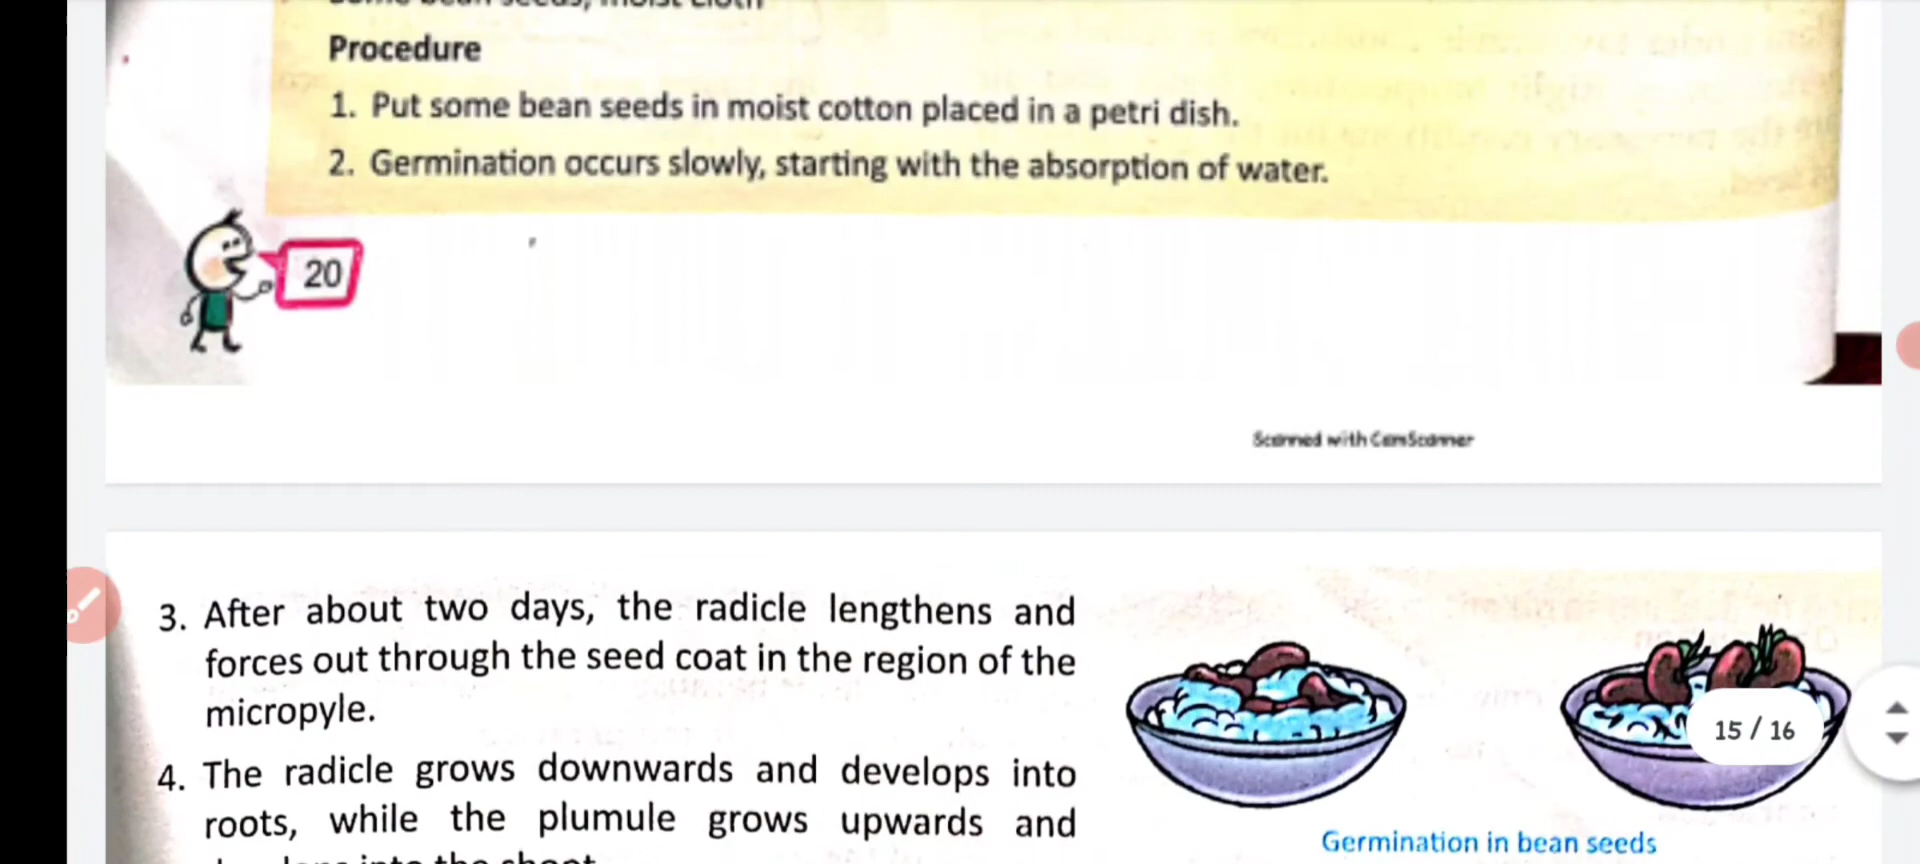 Procedure
1. Put some bean seeds in moist cotton placed in a petri dish.
2. Germination occurs slowly, starting with the absorption of water.
20
Scanned with CamScanner
3. After about two days, the radicle lengthens and
forces out through the seed coat in the region of the
micropyle.
4. The radicle grows downwards and develops into
roots, while the plumule grows upwards and
15 / 16
Germination in bean seeds